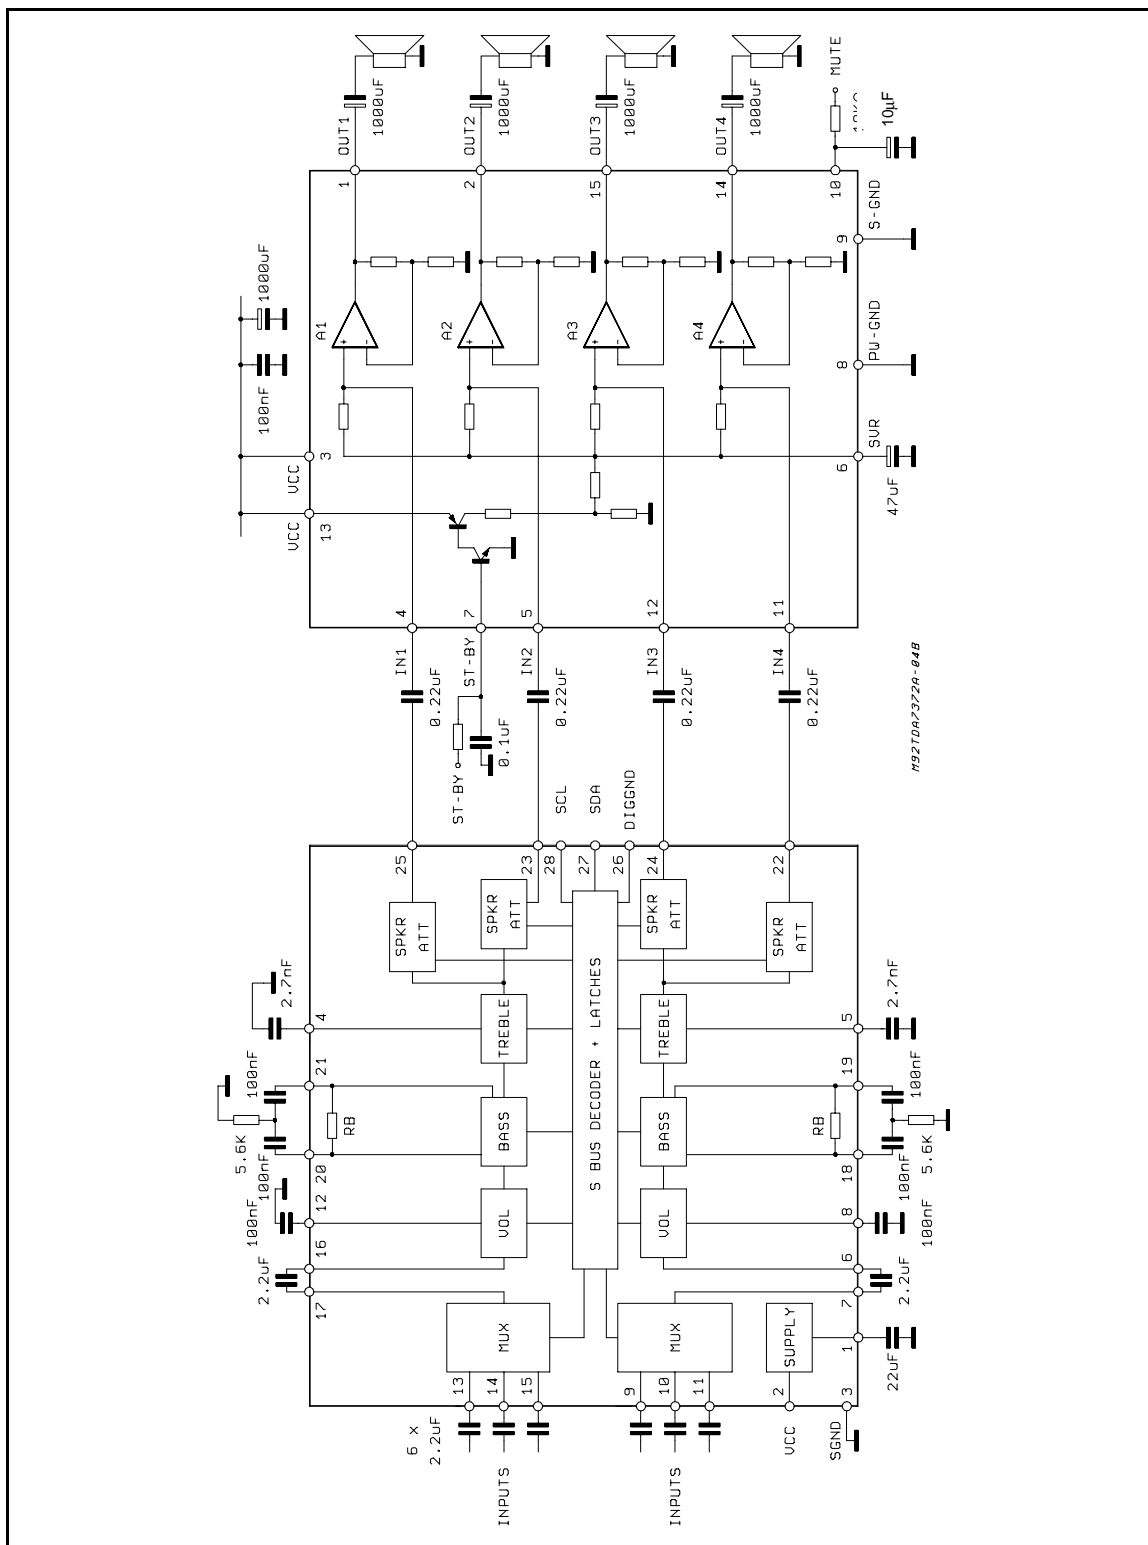 OUT1
1000uF
OUT2
1000uF
OUT3
1000uF
OUT4
1000uF
MUTE
10µF
1
2
15
14
10
S-GND
9
PW-GND
8
SVR
6
47uF
1000uF
100nF
VCC
3
VCC
13
A1
+
-
A2
+
-
A3
+
-
A4
+
-
4
7
5
12
11
IN1
0.22uF
ST-BY
ST-BY
0.1uF
IN2
0.22uF
IN3
0.22uF
IN4
0.22uF
M92TDA7372A-04B
SCL
SDA
DIGGND
25
23
28
27
26
24
22
SPKR
ATT
SPKR
ATT
SPKR
ATT
SPKR
ATT
2.7nF
4
TREBLE
TREBLE
5
2.7nF
S BUS DECODER + LATCHES
100nF
21
RB
5.6K
100nF
20
BASS
BASS
19
100nF
RB
5.6K
18
100nF
100nF
12
VOL
VOL
8
100nF
16
2.2uF
17
6
2.2uF
7
MUX
MUX
SUPPLY
1
22uF
13
14
15
9
10
11
2
3
6 x
2.2uF
INPUTS
INPUTS
VCC
SGND